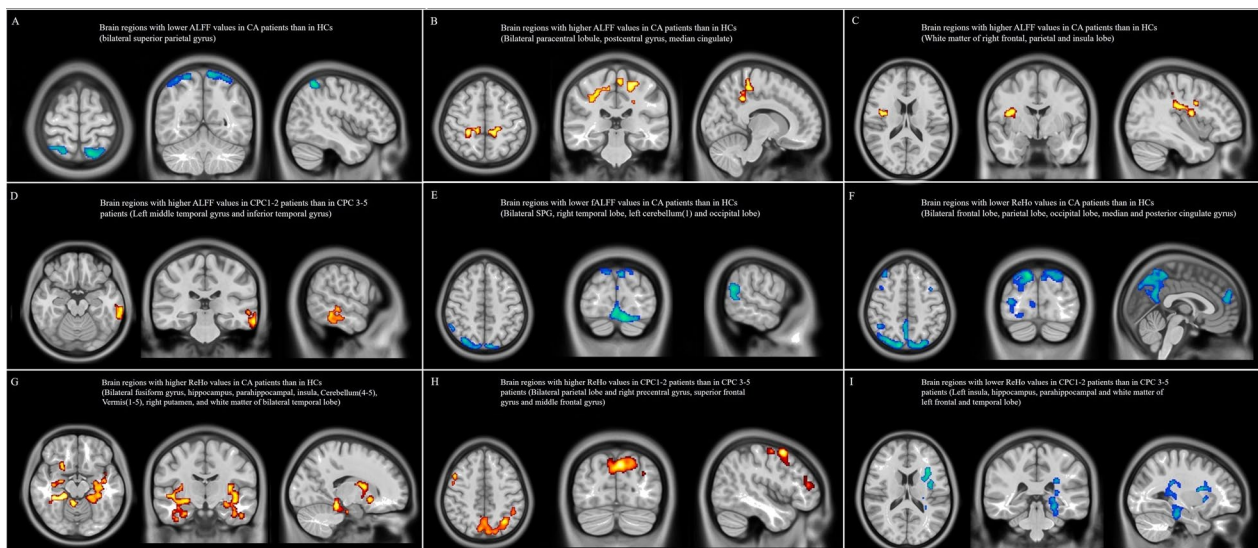 A
Brain regions with lower ALFF values in CA patients than in HCs
(bilateral superior parietal gyrus)
B
Brain regions with higher ALFF values in CA patients than in HCs
(Bilateral paracentral lobule, postcentral gyrus, median cingulate)
C
Brain regions with higher ALFF values in CA patients than in HCs
(White matter of right frontal, parietal and insula lobe)
D
Brain regions with higher ALFF values in CPC1-2 patients than in CPC 3-5
patients (Left middle temporal gyrus and inferior temporal gyrus)
E
Brain regions with lower fALFF values in CA patients than in HCs
(Bilateral SPG, right temporal lobe, left cerebellum(1) and occipital lobe)
F
Brain regions with lower ReHo values in CA patients than in HCs
(Bilateral frontal lobe, parietal lobe, occipital lobe, median and posterior cingulate gyrus)
G
Brain regions with higher ReHo values in CA patients than in HCs
(Bilateral fusiform gyrus, hippocampus, parahippocampal, insula, Cerebellum(4-5),
Vermis(1-5), right putamen, and white matter of bilateral temporal lobe)
H
Brain regions with higher ReHo values in CPC1-2 patients than in CPC 3-5
patients (Bilateral parietal lobe and right precentral gyrus, superior frontal
gyrus and middle frontal gyrus)
I
Brain regions with lower ReHo values in CPC1-2 patients than in CPC 3-5
patients (Left insula, hippocampus, parahippocampal and white matter of
left frontal and temporal lobe)